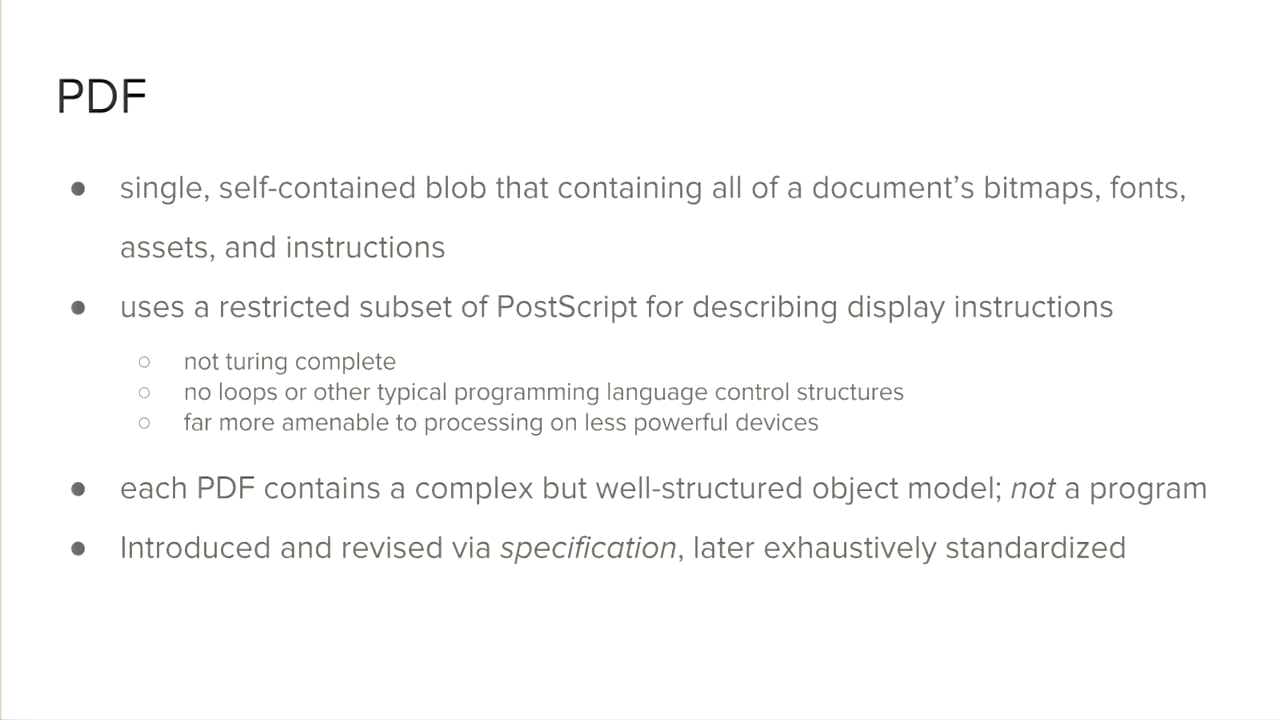 PDF
● single, self-contained blob that containing all of a document’s bitmaps, fonts,
assets, and instructions
● uses a restricted subset of PostScript for describing display instructions
○ not turing complete
○ no loops or other typical programming language control structures
○ far more amenable to processing on less powerful devices
● each PDF contains a complex but well-structured object model; not a program
● Introduced and revised via specification, later exhaustively standardized